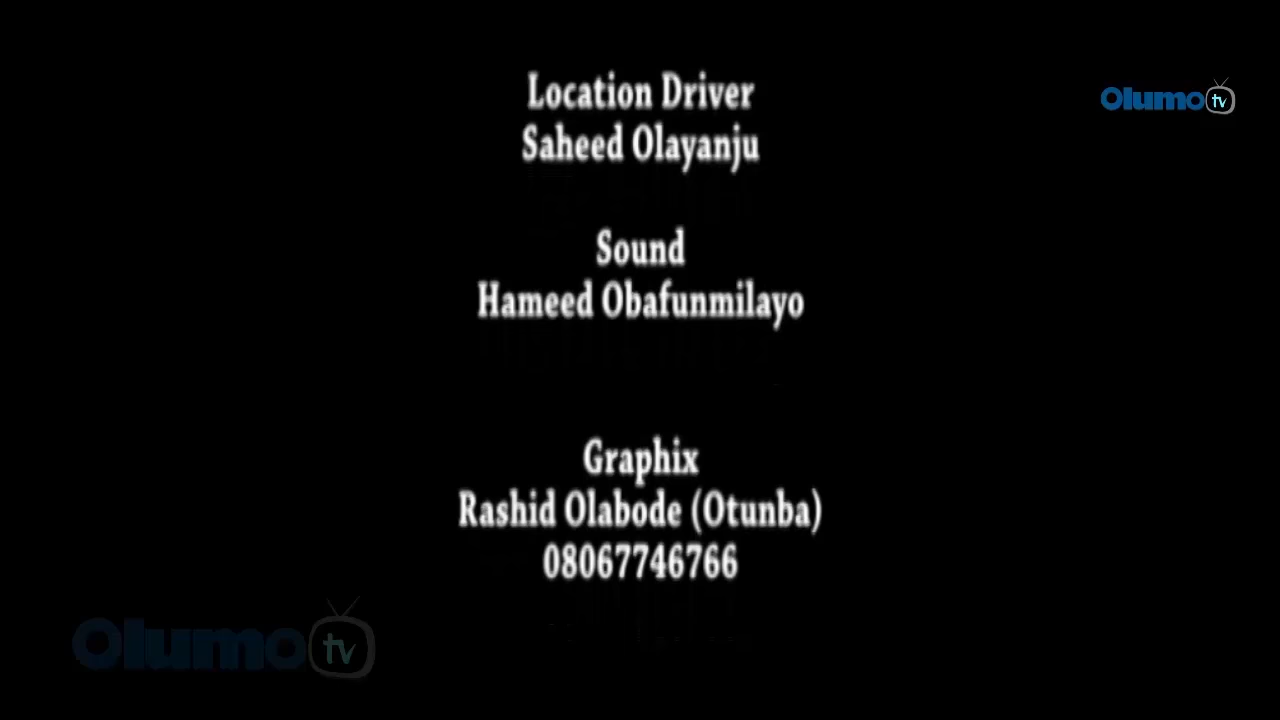 Location Driver
Olumo tv
Saheed Olayanju
Sound
Hameed Obafunmilayo
Graphix
Rashid Olabode (Otunba)
08067746766
Olumo tv